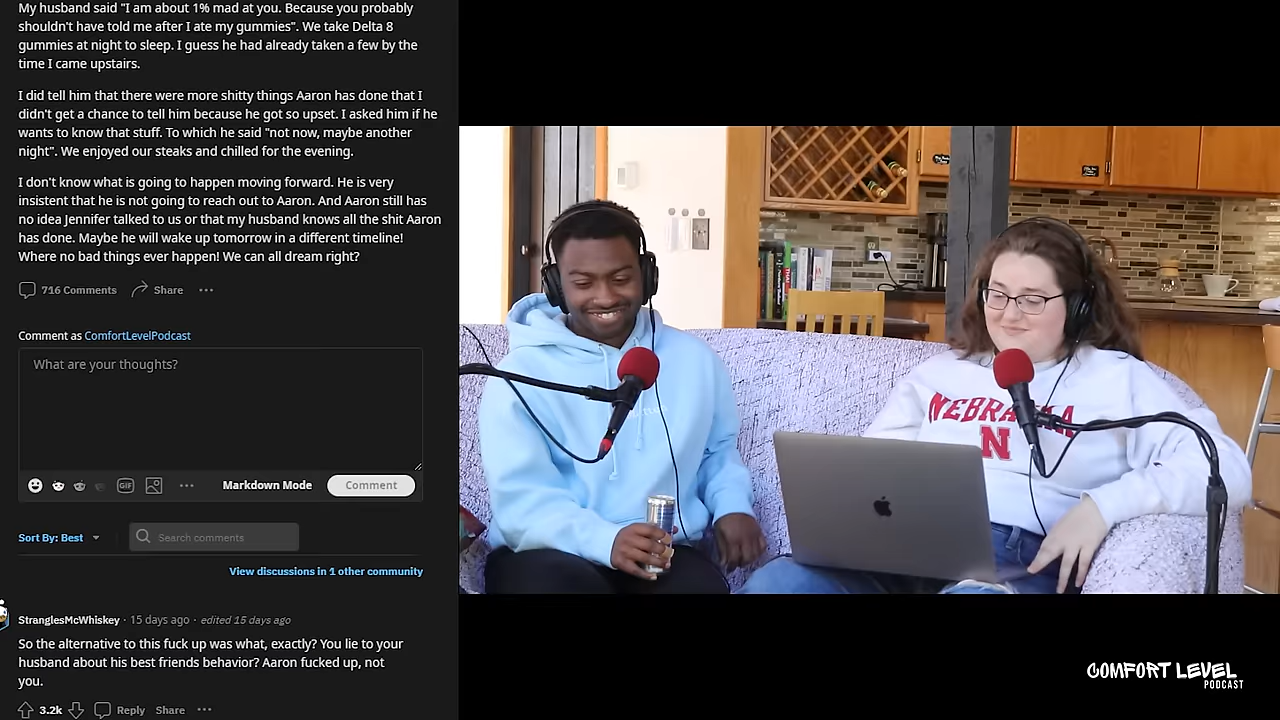 My husband said "I am about 1% mad at you. Because you probably
shouldn't have told me after I ate my gummies". We take Delta 8
gummies at night to sleep. I guess he had already taken a few by the
time I came upstairs.
I did tell him that there were more shitty things Aaron has done that I
didn't get a chance to tell him because he got so upset. I asked him if he
wants to know that stuff. To which he said "not now, maybe another
night". We enjoyed our steaks and chilled for the evening.
I don't know what is going to happen moving forward. He is very
insistent that he is not going to reach out to Aaron. And Aaron still has
no idea Jennifer talked to us or that my husband knows all the shit Aaron
has done. Maybe he will wake up tomorrow in a different timeline!
Where no bad things ever happen! We can all dream right?
716 Comments Share
Comment as ComfortLevelPodcast
What are your thoughts?
GIF Markdown Mode Comment
Sort By: Best Search comments
View discussions in 1 other community
StranglesMcWhiskey · 15 days ago · edited 15 days ago
So the alternative to this fuck up was what, exactly? You lie to your
husband about his best friends behavior? Aaron fucked up, not
you.
3.2k Reply Share
NEBRA
N
COMFORT LEVEL
PODCAST